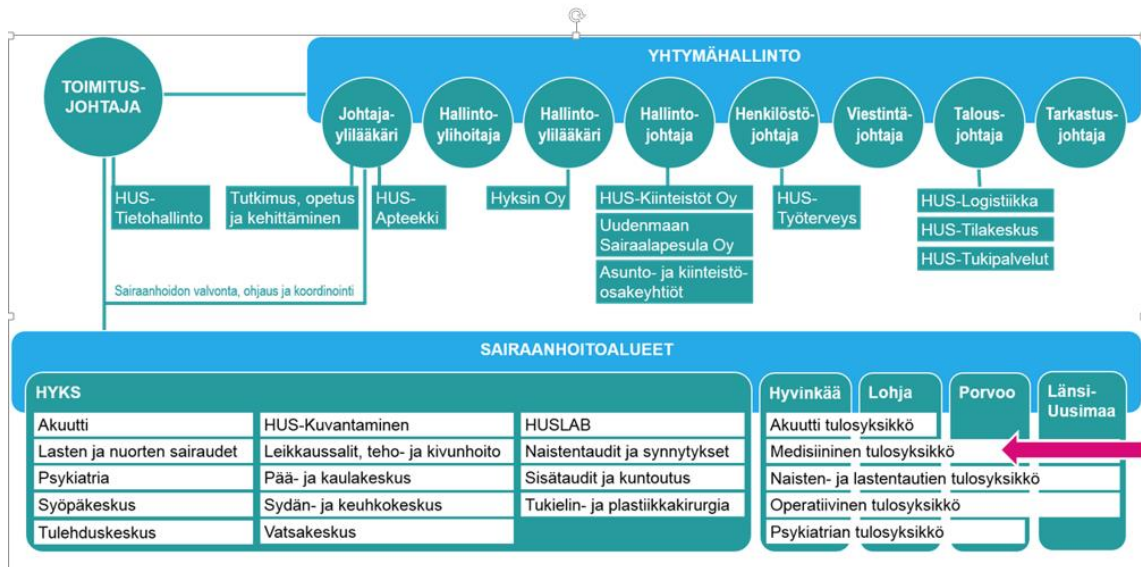 YHTYMÄHALLINTO
TOIMITUS-
JOHTAJA
Johtaja-
ylilääkäri
Hallinto-
ylihoitaja
Hallinto-
ylilääkäri
Hallinto-
johtaja
Henkilöstö-
johtaja
Viestintä-
johtaja
Talous-
johtaja
Tarkastus-
johtaja
HUS-
Tietohallinto
Tutkimus, opetus
ja kehittäminen
HUS-
Apteekki
Hyksin Oy
HUS-Kiinteistöt Oy
Uudenmaan
Sairaalapesula Oy
Asunto- ja kiinteistö-
osakeyhtiöt
HUS-
Työterveys
HUS-Logistiikka
HUS-Tilakeskus
HUS-Tukipalvelut
Sairaanhoidon valvonta, ohjaus ja koordinointi
SAIRAANHOITOALUEET
HYKS
Akuutti
Lasten ja nuorten sairaudet
Psykiatria
Syöpäkeskus
Tulehduskeskus
HUS-Kuvantaminen
Leikkaussalit, teho- ja kivunhoito
Pää- ja kaulakeskus
Sydän- ja keuhkokeskus
Vatsakeskus
HUSLAB
Naistentaudit ja synnytykset
Sisätaudit ja kuntoutus
Tukielin- ja plastiikkakirurgia
Hyvinkää
Lohja
Porvoo
Länsi-
Uusimaa
Akuutti tulosyksikkö
Medisiininen tulosyksikkö
Naisten- ja lastentautien tulosyksikkö
Operatiivinen tulosyksikkö
Psykiatrian tulosyksikkö